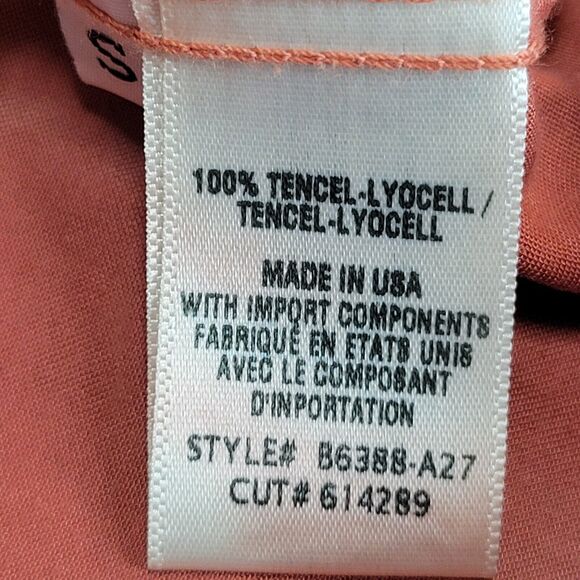 S
100% TENCEL-LYOCELL /
TENCEL-LYOCELL
MADE IN USA
WITH IMPORT COMPONENTS
FABRIQUÉ EN ETATS UNIS
AVEC LE COMPOSANT
D'INPORTATION
STYLE# B6388-A27
CUT# 614289